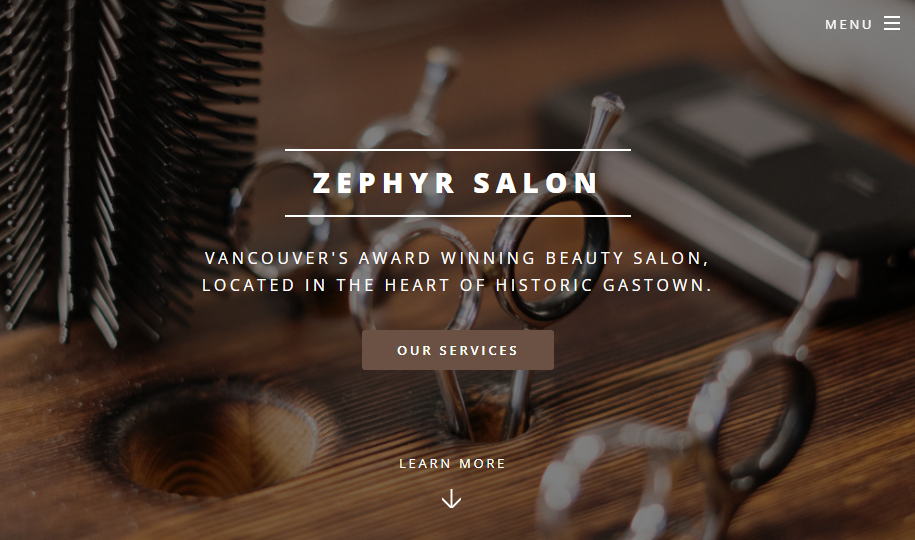 MENU
ZEPHYR SALON
VANCOUVER'S AWARD WINNING BEAUTY SALON,
LOCATED IN THE HEART OF HISTORIC GASTOWN.
OUR SERVICES
LEARN MORE